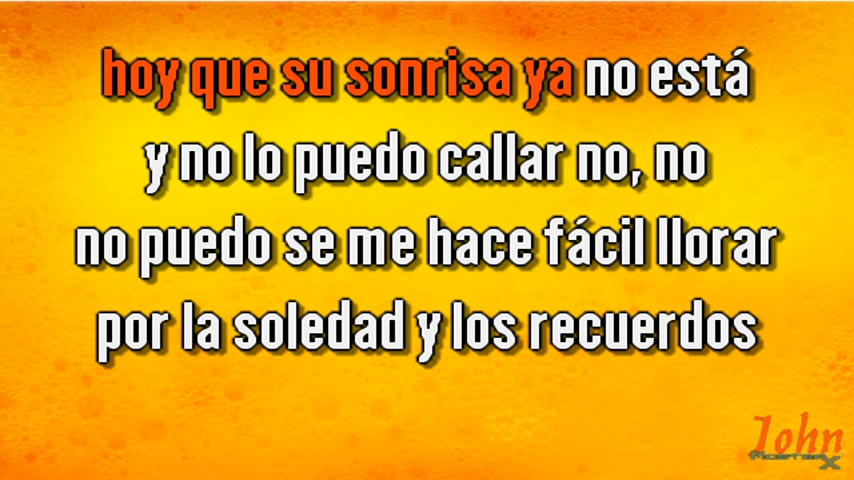 hoy que su sonrisa ya no está
y no lo puedo callar no, no
no puedo se me hace fácil llorar
por la soledad y los recuerdos
John